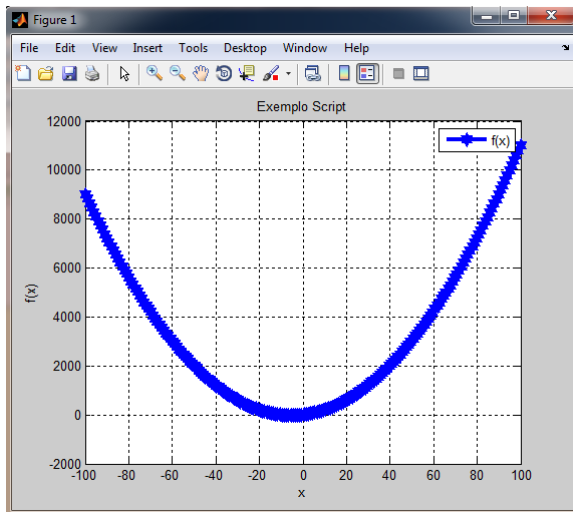 Figure 1
File Edit View Insert Tools Desktop Window Help
Exemplo Script
12000
10000
8000
6000
4000
2000
0
-2000
f(x)
f(x)
-100 -80 -60 -40 -20 0 20 40 60 80 100
x